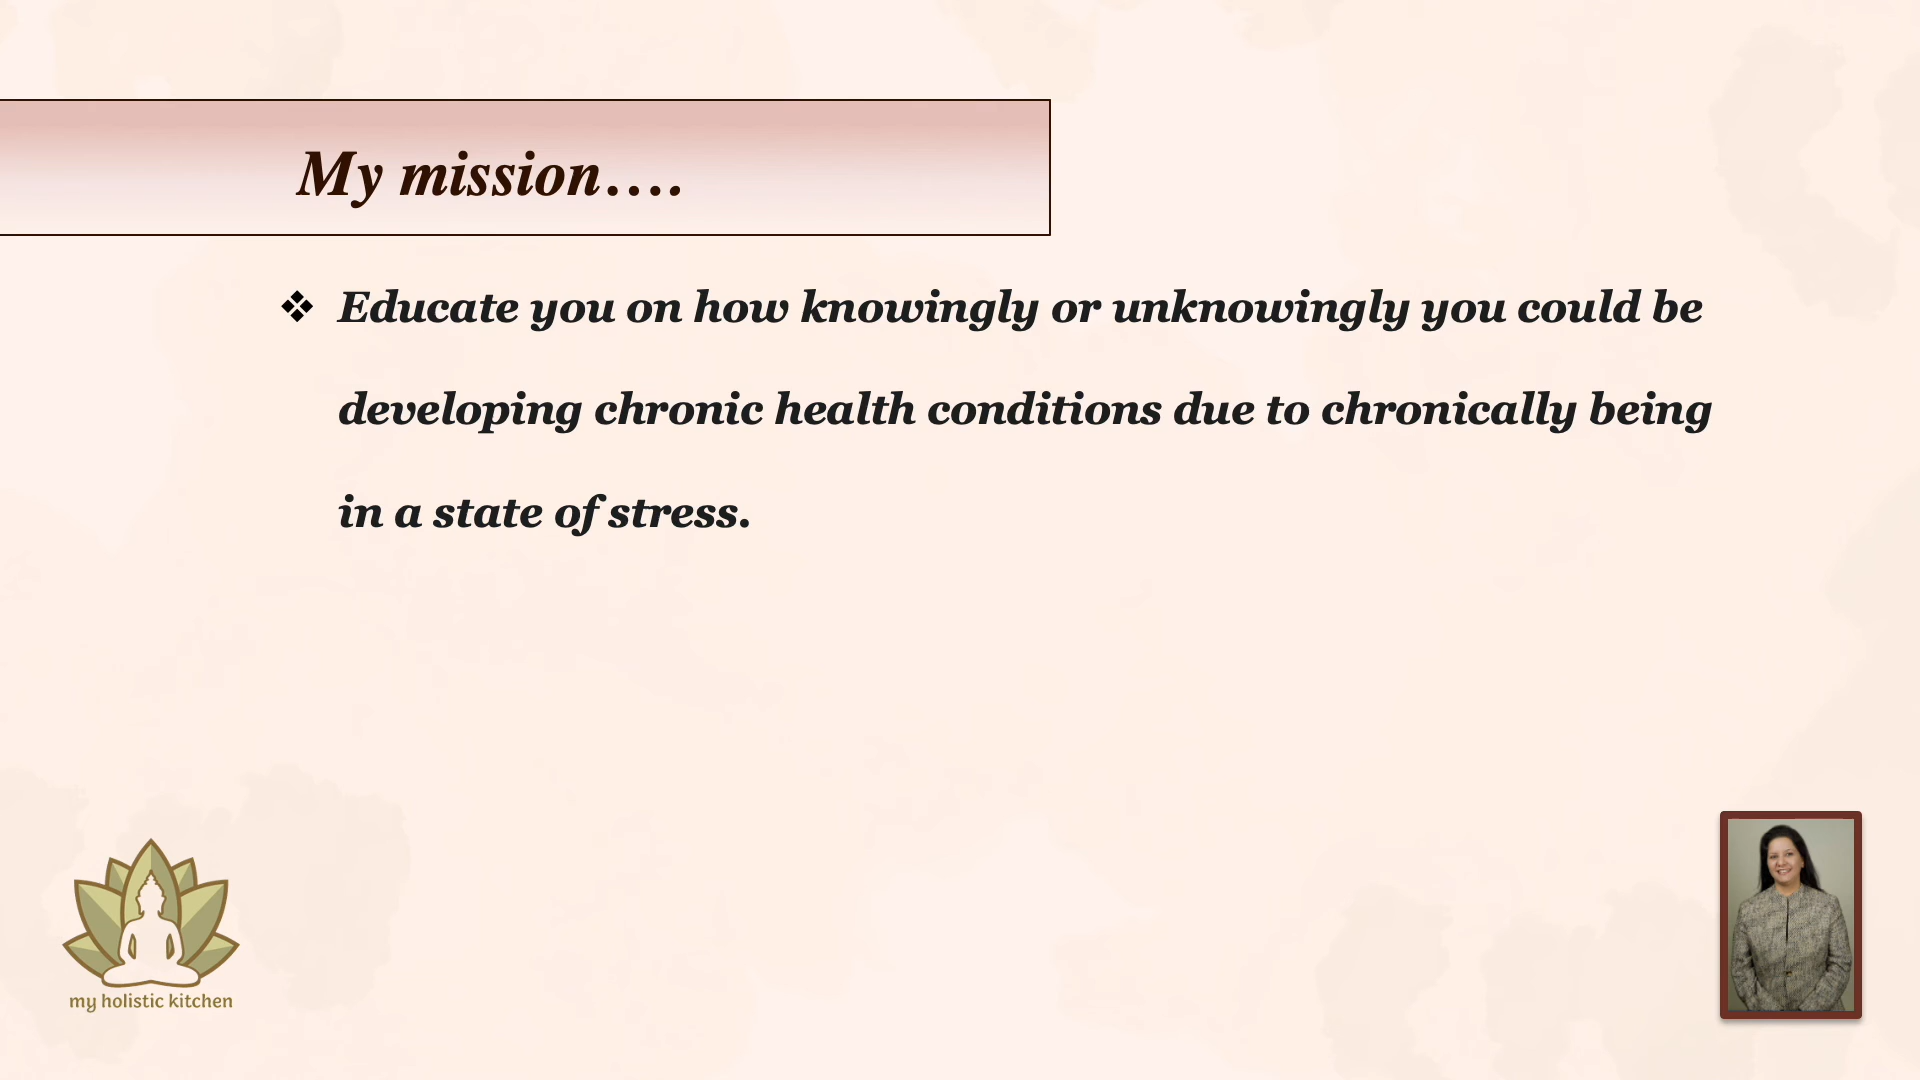 My mission....
❖ Educate you on how knowingly or unknowingly you could be
developing chronic health conditions due to chronically being
in a state of stress.
my holistic kitchen